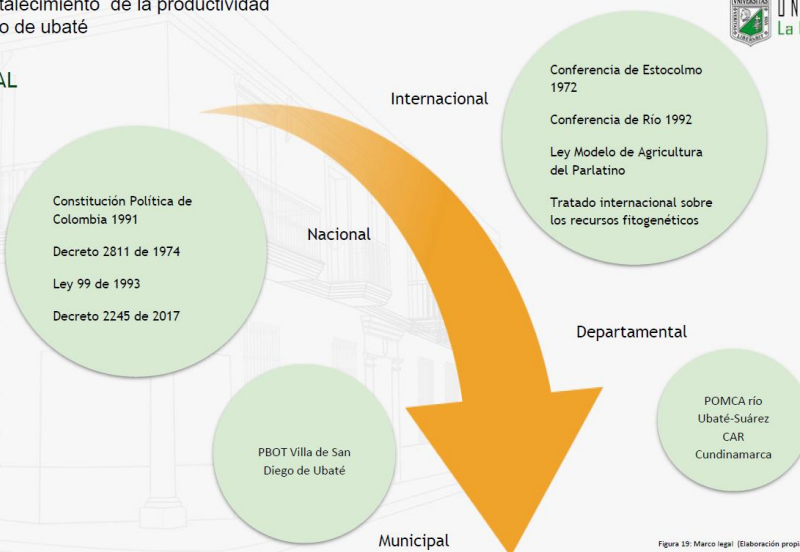 talecimiento de la productividad
o de ubaté
AL
Internacional
Conferencia de Estocolmo
1972
Conferencia de Río 1992
Ley Modelo de Agricultura
del Parlatino
Tratado internacional sobre
los recursos fitogenéticos
Nacional
Constitución Política de
Colombia 1991
Decreto 2811 de 1974
Ley 99 de 1993
Decreto 2245 de 2017
Departamental
POMCA río
Ubaté-Suárez
CAR
Cundinamarca
PBOT Villa de San
Diego de Ubaté
Municipal
Figura 19: Marco legal (Elaboración propi